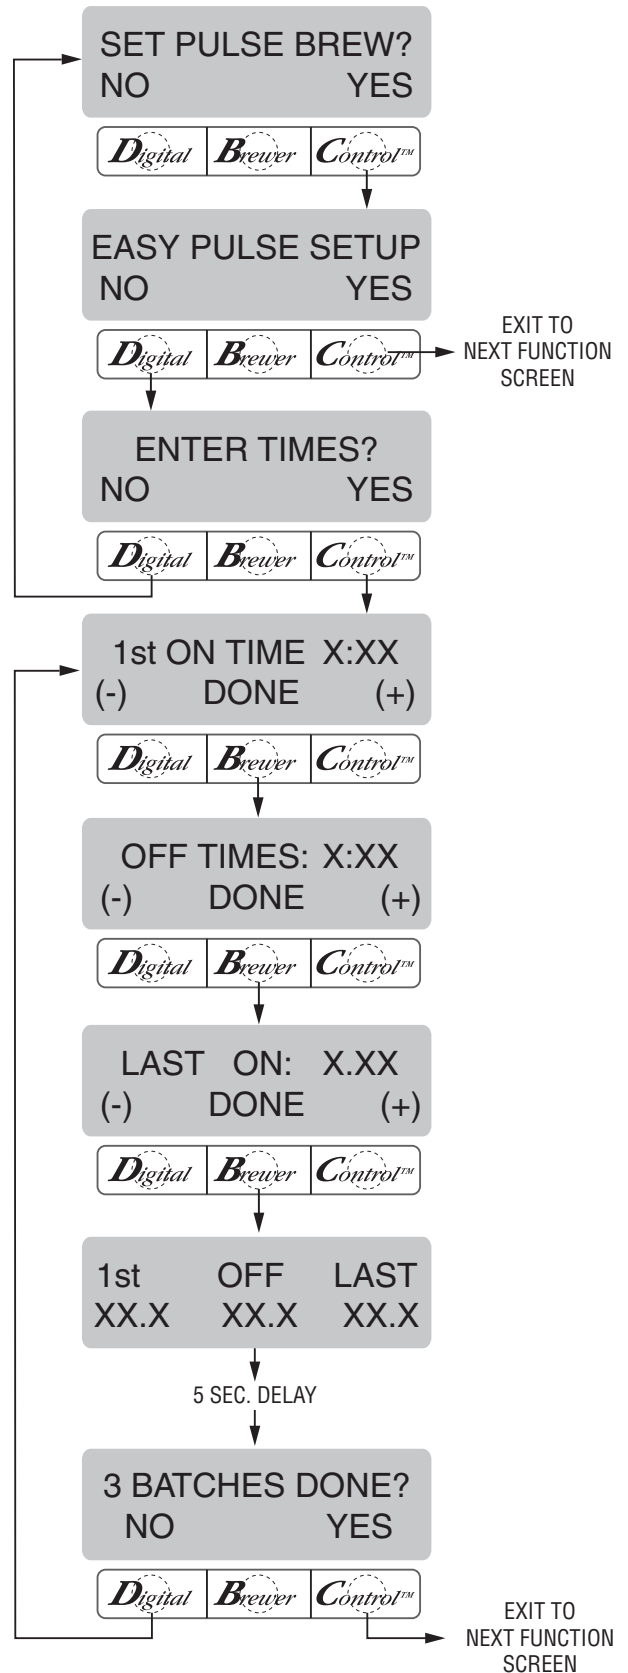 SET PULSE BREW?
NO YES
Digital Brewer Control™
EASY PULSE SETUP
NO YES
Digital Brewer Control™
EXIT TO
NEXT FUNCTION
SCREEN
ENTER TIMES?
NO YES
Digital Brewer Control™
1st ON TIME X:XX
(-) DONE (+)
Digital Brewer Control™
OFF TIMES: X:XX
(-) DONE (+)
Digital Brewer Control™
LAST ON: X.XX
(-) DONE (+)
Digital Brewer Control™
1st OFF LAST
XX.X XX.X XX.X
5 SEC. DELAY
3 BATCHES DONE?
NO YES
Digital Brewer Control™
EXIT TO
NEXT FUNCTION
SCREEN